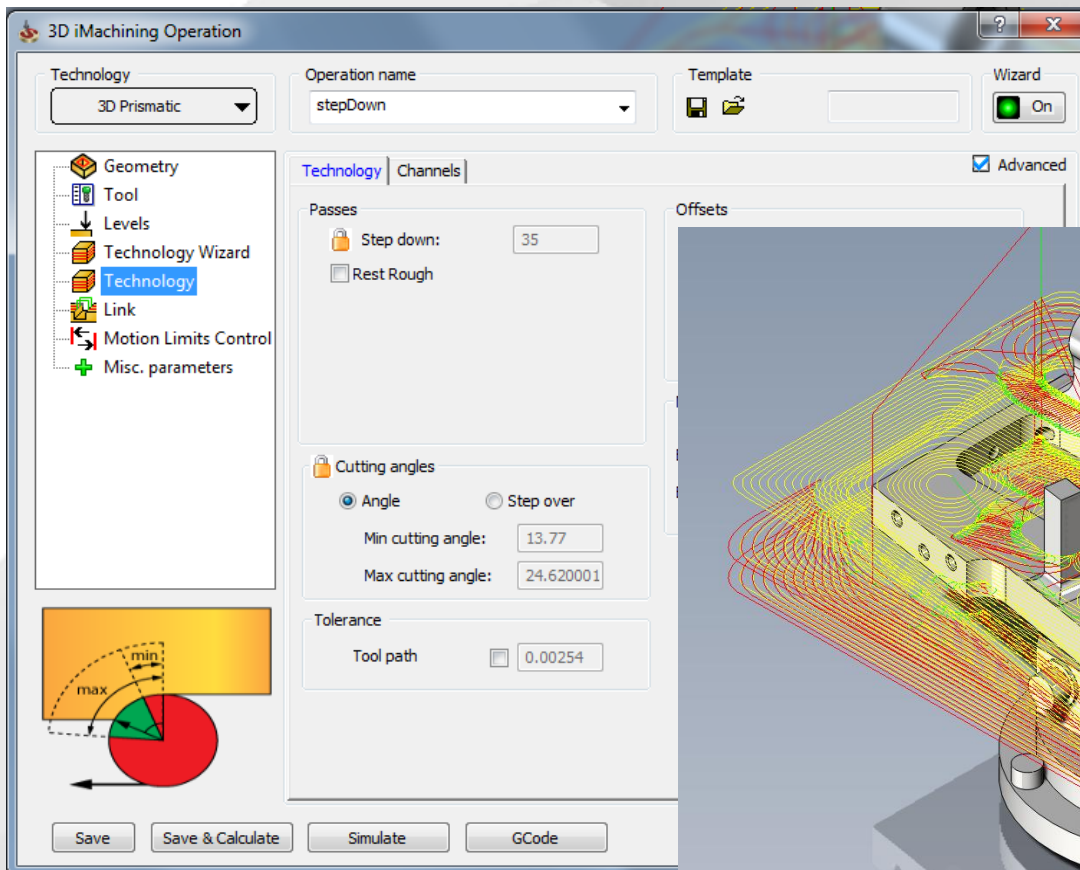 3D iMachining Operation
?
X
Technology
Operation name
Template
Wizard
3D Prismatic
stepDown
On
Geometry
Tool
Levels
Technology Wizard
Technology
Link
Motion Limits Control
Misc. parameters
Technology
Channels
Advanced
Passes
Step down:
35
Rest Rough
Offsets
Cutting angles
Angle
Step over
Min cutting angle:
13.77
Max cutting angle:
24.620001
Tolerance
Tool path
0.00254
min
max
Save
Save & Calculate
Simulate
GCode